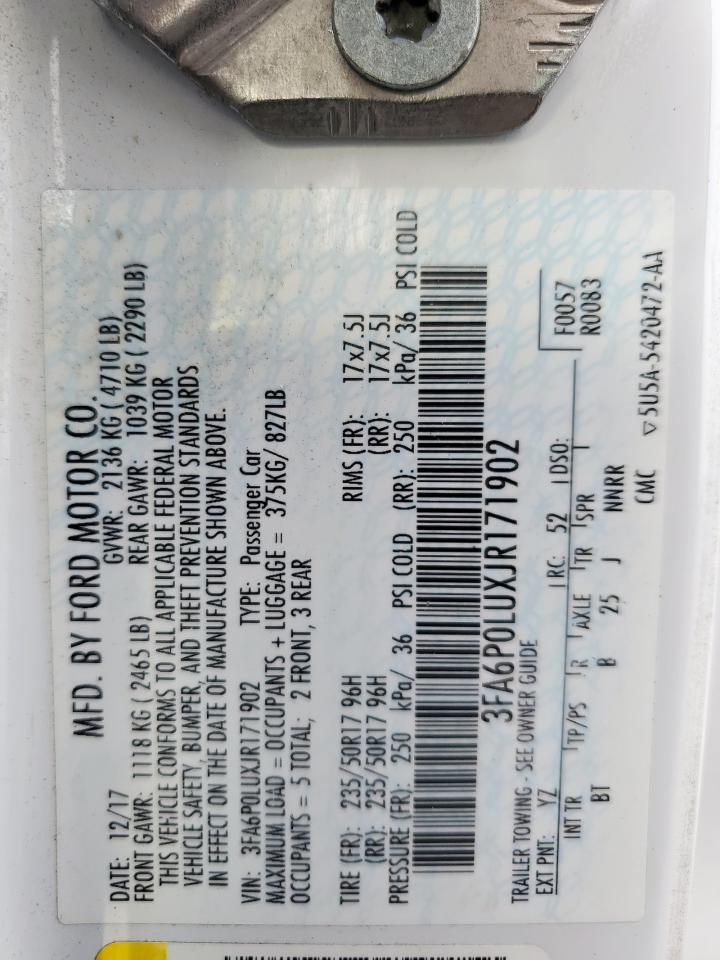 MFD. BY FORD MOTOR CO.
DATE: 12/17 GVWR: 2136 KG ( 4710 LB)
FRONT GAWR: 1118 KG ( 2465 LB) REAR GAWR: 1039 KG ( 2290 LB)
THIS VEHICLE CONFORMS TO ALL APPLICABLE FEDERAL MOTOR
VEHICLE SAFETY, BUMPER, AND THEFT PREVENTION STANDARDS
IN EFFECT ON THE DATE OF MANUFACTURE SHOWN ABOVE.
VIN: 3FA6P0LUXJR171902 TYPE: Passenger Car
MAXIMUM LOAD = OCCUPANTS + LUGGAGE = 375KG/ 827LB
OCCUPANTS = 5 TOTAL; 2 FRONT, 3 REAR
TIRE (FR): 235/50R17 96H RIMS (FR): 17x7.5J
(RR): 235/50R17 96H (RR): 17x7.5J
PRESSURE (FR): 250 kPa/ 36 PSI COLD (RR): 250 kPa/ 36 PSI COLD
3FA6P0LUXJR171902
TRAILER TOWING - SEE OWNER GUIDE F0057
EXT PNT: YZ RC: 52 DSO: R0083
INT TR TP/PS R AXLE TR SPR
BT B 25 J NNRR
CMC ▽5U5A-5420472-AA